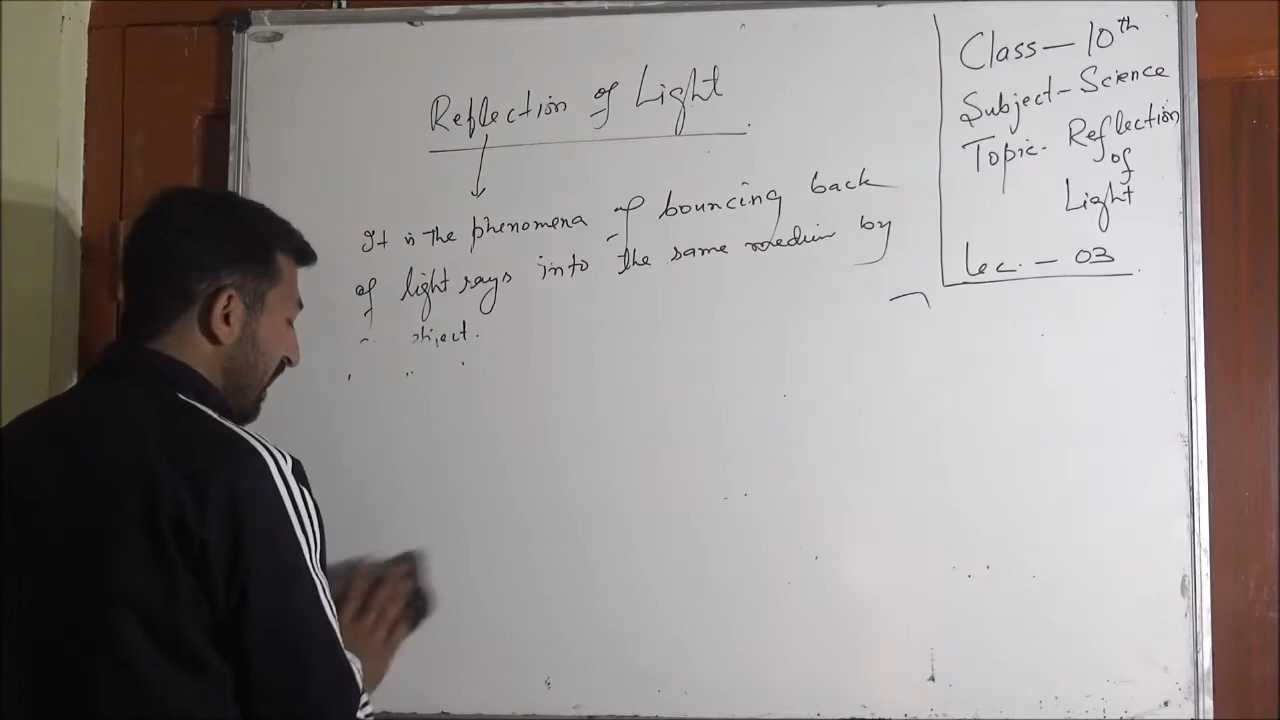 Reflection of Light
It is the phenomena of bouncing back
of light rays into the same medium by
object.
Class - 10th
Subject - Science
Topic - Reflection
of
Light
Lec. - 03